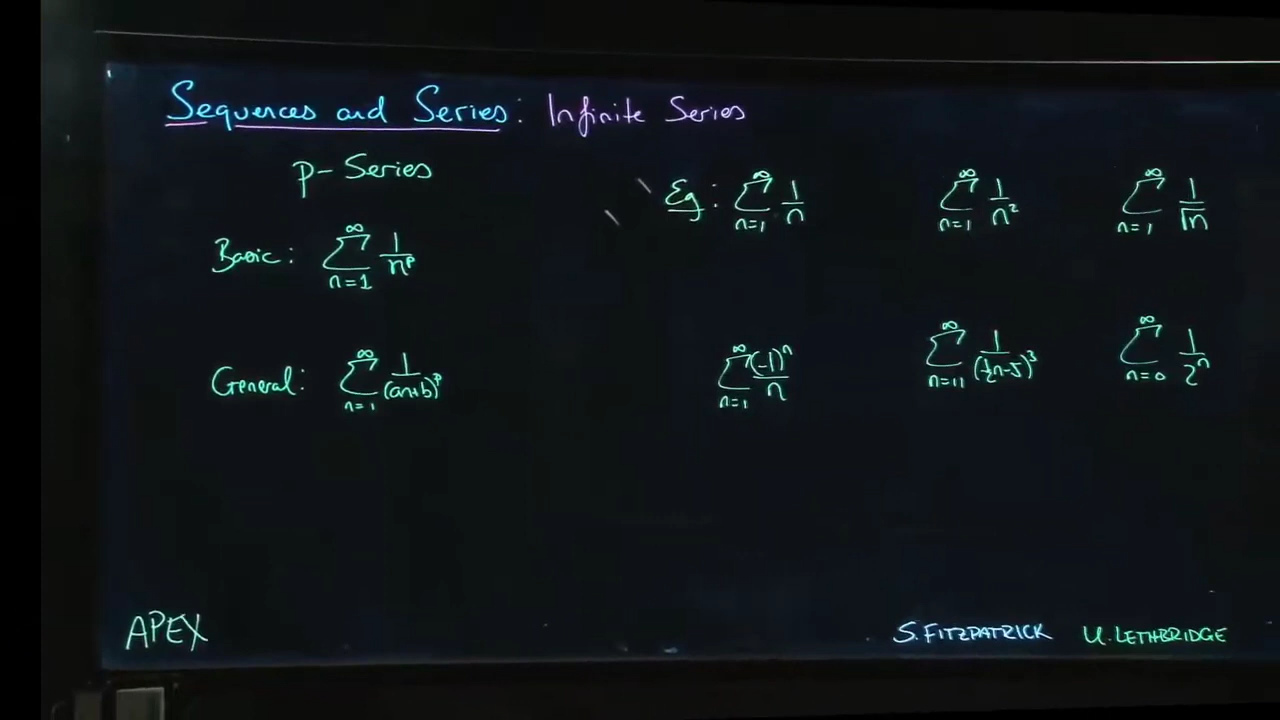 Sequences and Series: Infinite Series
p-Series
Basic: ∞∑n=1 1/n^p
General: ∞∑n=1 1/(an+b)^p
Eg: ∞∑n=1 1/n ∞∑n=1 1/n² ∞∑n=1 1/√n
∞∑n=1 (-1)^n/n ∞∑n=11 1/(½n-5)³ ∞∑n=0 1/2^n
APEX
S. FITZPATRICK U. LETHBRIDGE